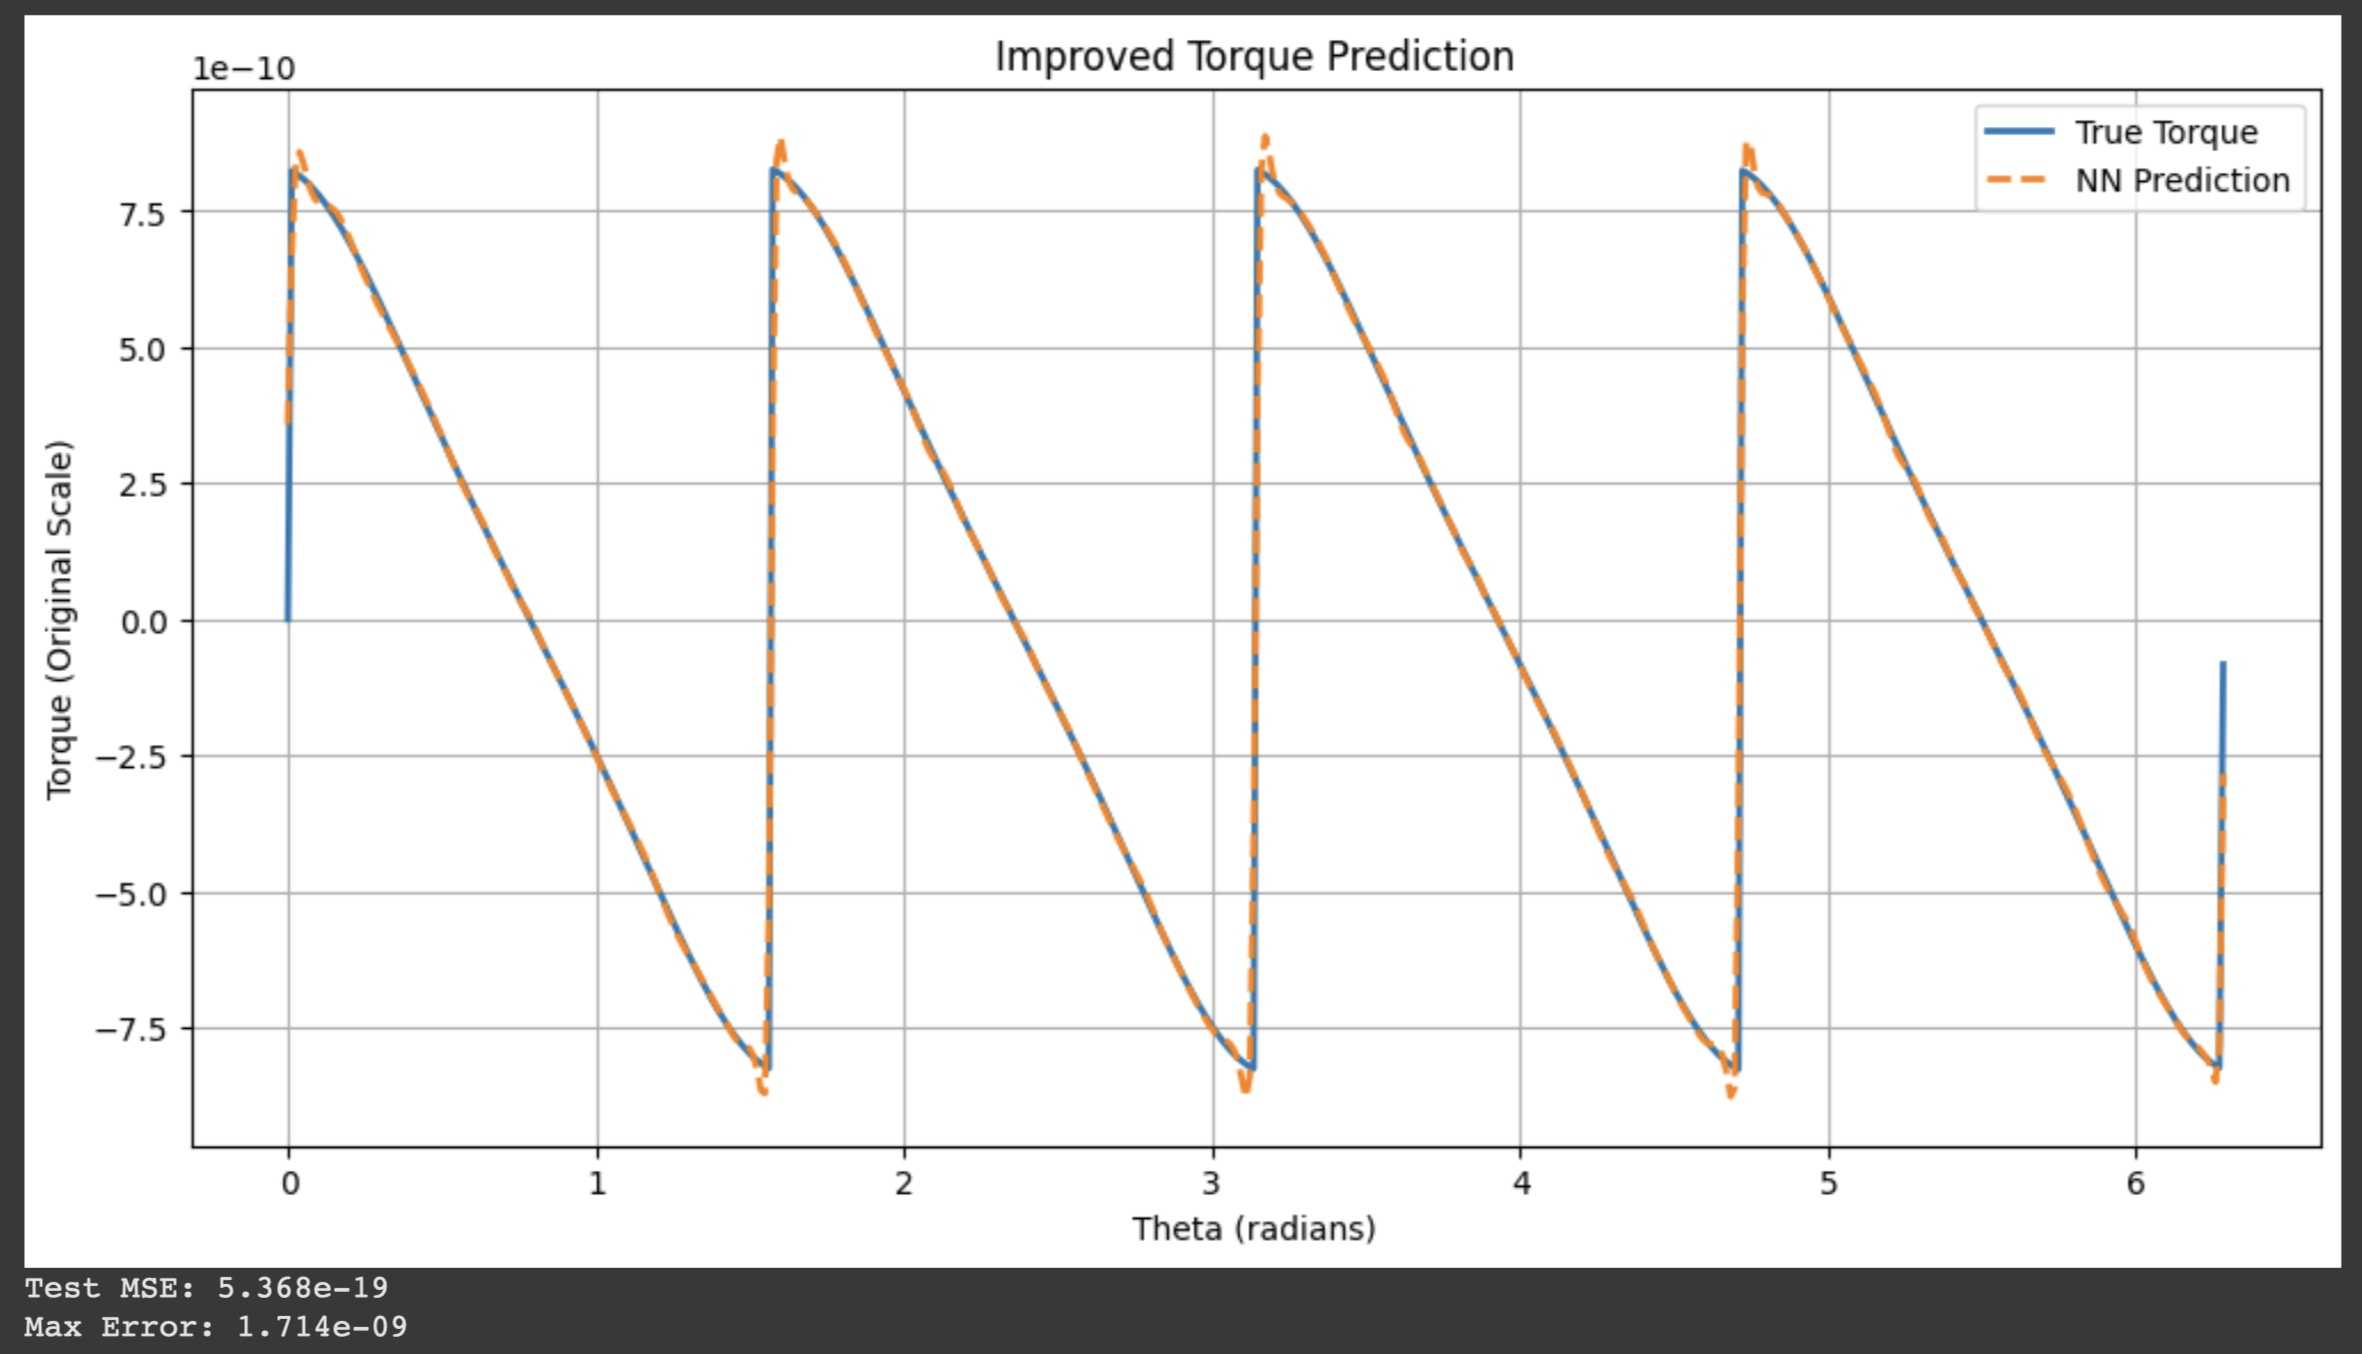 Improved Torque Prediction
1e−10
True Torque
NN Prediction
7.5
5.0
2.5
0.0
−2.5
−5.0
−7.5
Torque (Original Scale)
0 1 2 3 4 5 6
Theta (radians)
Test MSE: 5.368e-19
Max Error: 1.714e-09